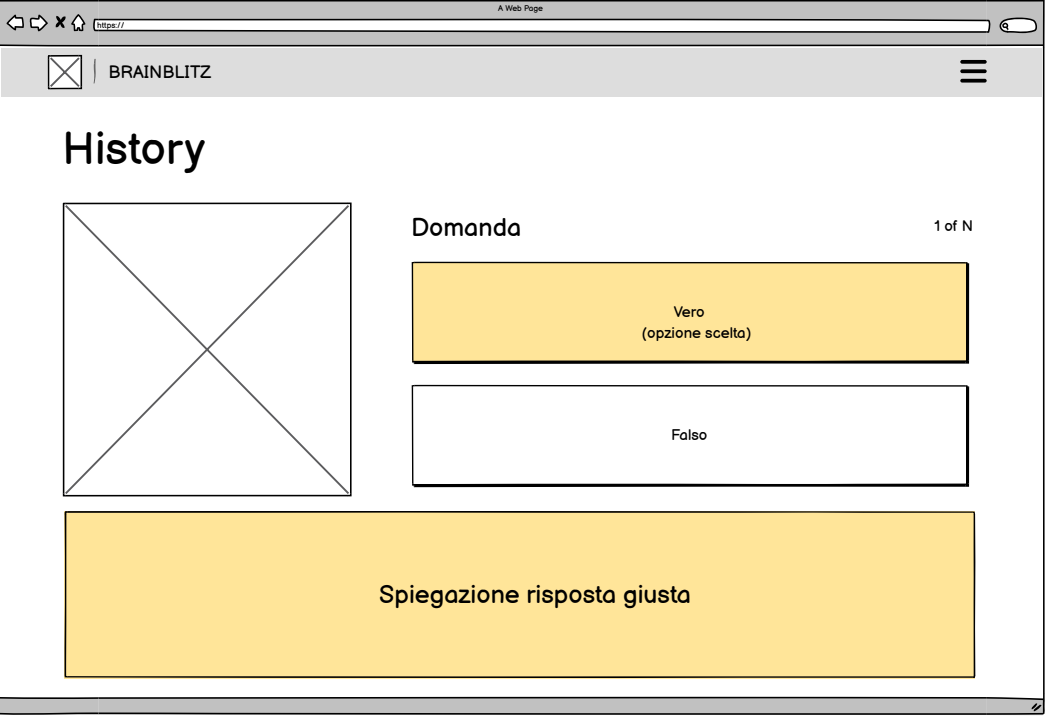 A Web Page
https://
BRAINBLITZ
History
Domanda
1 of N
Vero
(opzione scelta)
Falso
Spiegazione risposta giusta